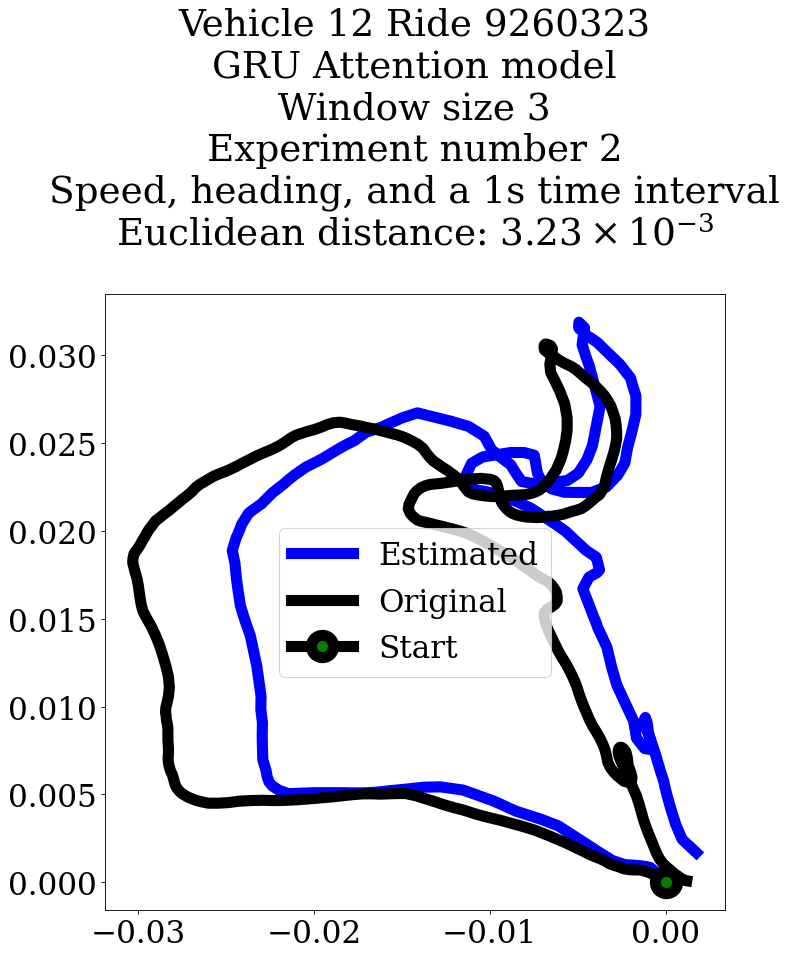 Vehicle 12 Ride 9260323
GRU Attention model
Window size 3
Experiment number 2
Speed, heading, and a 1s time interval
Euclidean distance: 3.23 × 10⁻³
0.030
0.025
0.020
0.015
0.010
0.005
0.000
Estimated
Original
Start
−0.03 −0.02 −0.01 0.00